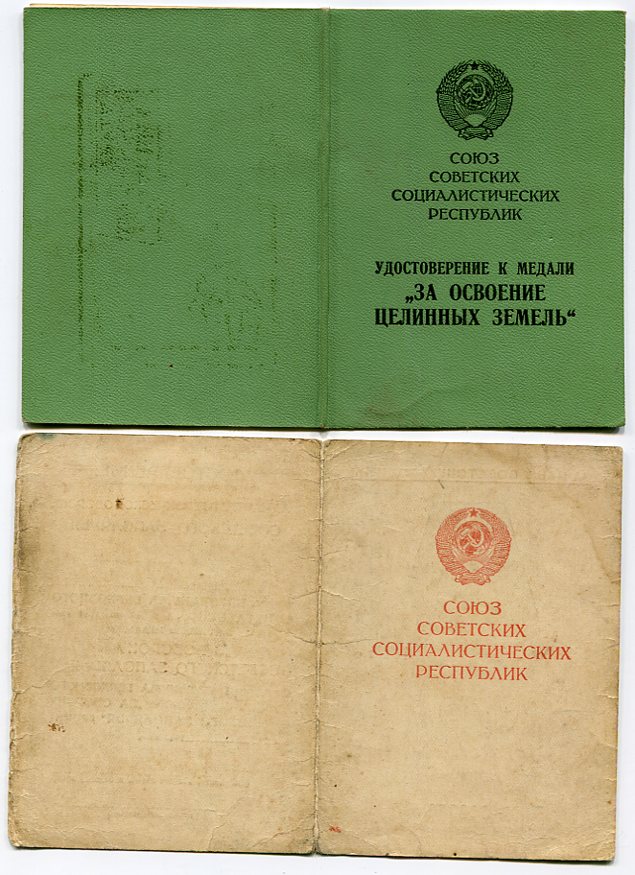 СОЮЗ
СОВЕТСКИХ
СОЦИАЛИСТИЧЕСКИХ
РЕСПУБЛИК
УДОСТОВЕРЕНИЕ К МЕДАЛИ
„ЗА ОСВОЕНИЕ
ЦЕЛИННЫХ ЗЕМЕЛЬ“
СОЮЗ
СОВЕТСКИХ
СОЦИАЛИСТИЧЕСКИХ
РЕСПУБЛИК